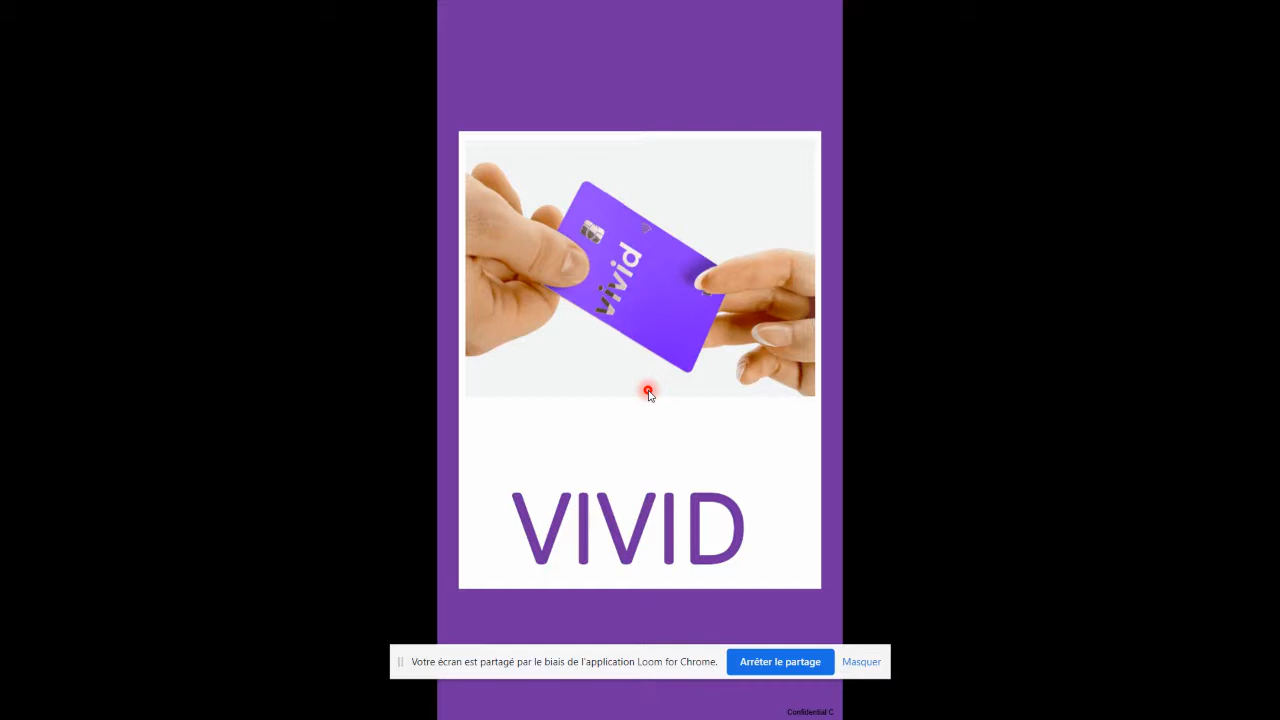 vivid
VIVID
Votre écran est partagé par le biais de l'application Loom for Chrome.
Arrêter le partage
Masquer
Confidential C